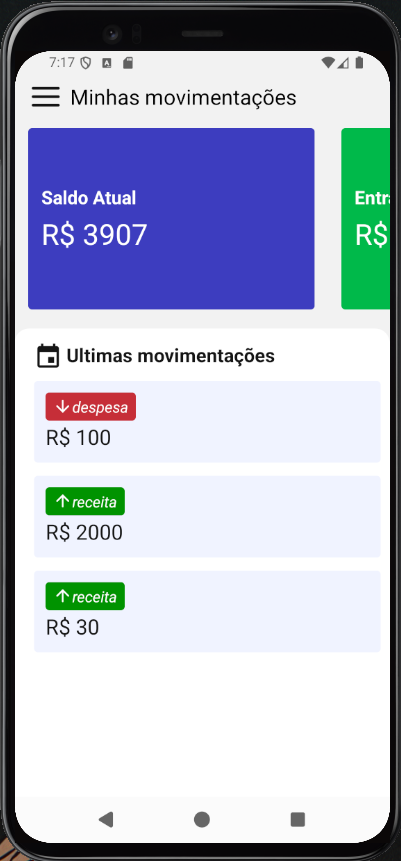 7:17
Minhas movimentações
Saldo Atual
R$ 3907
Entra
R$
Ultimas movimentações
despesa
R$ 100
receita
R$ 2000
receita
R$ 30